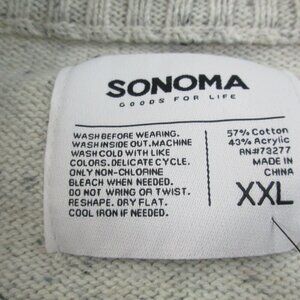 SONOMA
GOODS FOR LIFE
WASH BEFORE WEARING.
WASH INSIDE OUT. MACHINE
WASH COLD WITH LIKE
COLORS. DELICATE CYCLE.
ONLY NON-CHLORINE
BLEACH WHEN NEEDED.
DO NOT WRING OR TWIST.
RESHAPE. DRY FLAT.
COOL IRON IF NEEDED.
57% Cotton
43% Acrylic
RN#73277
MADE IN
CHINA
XXL